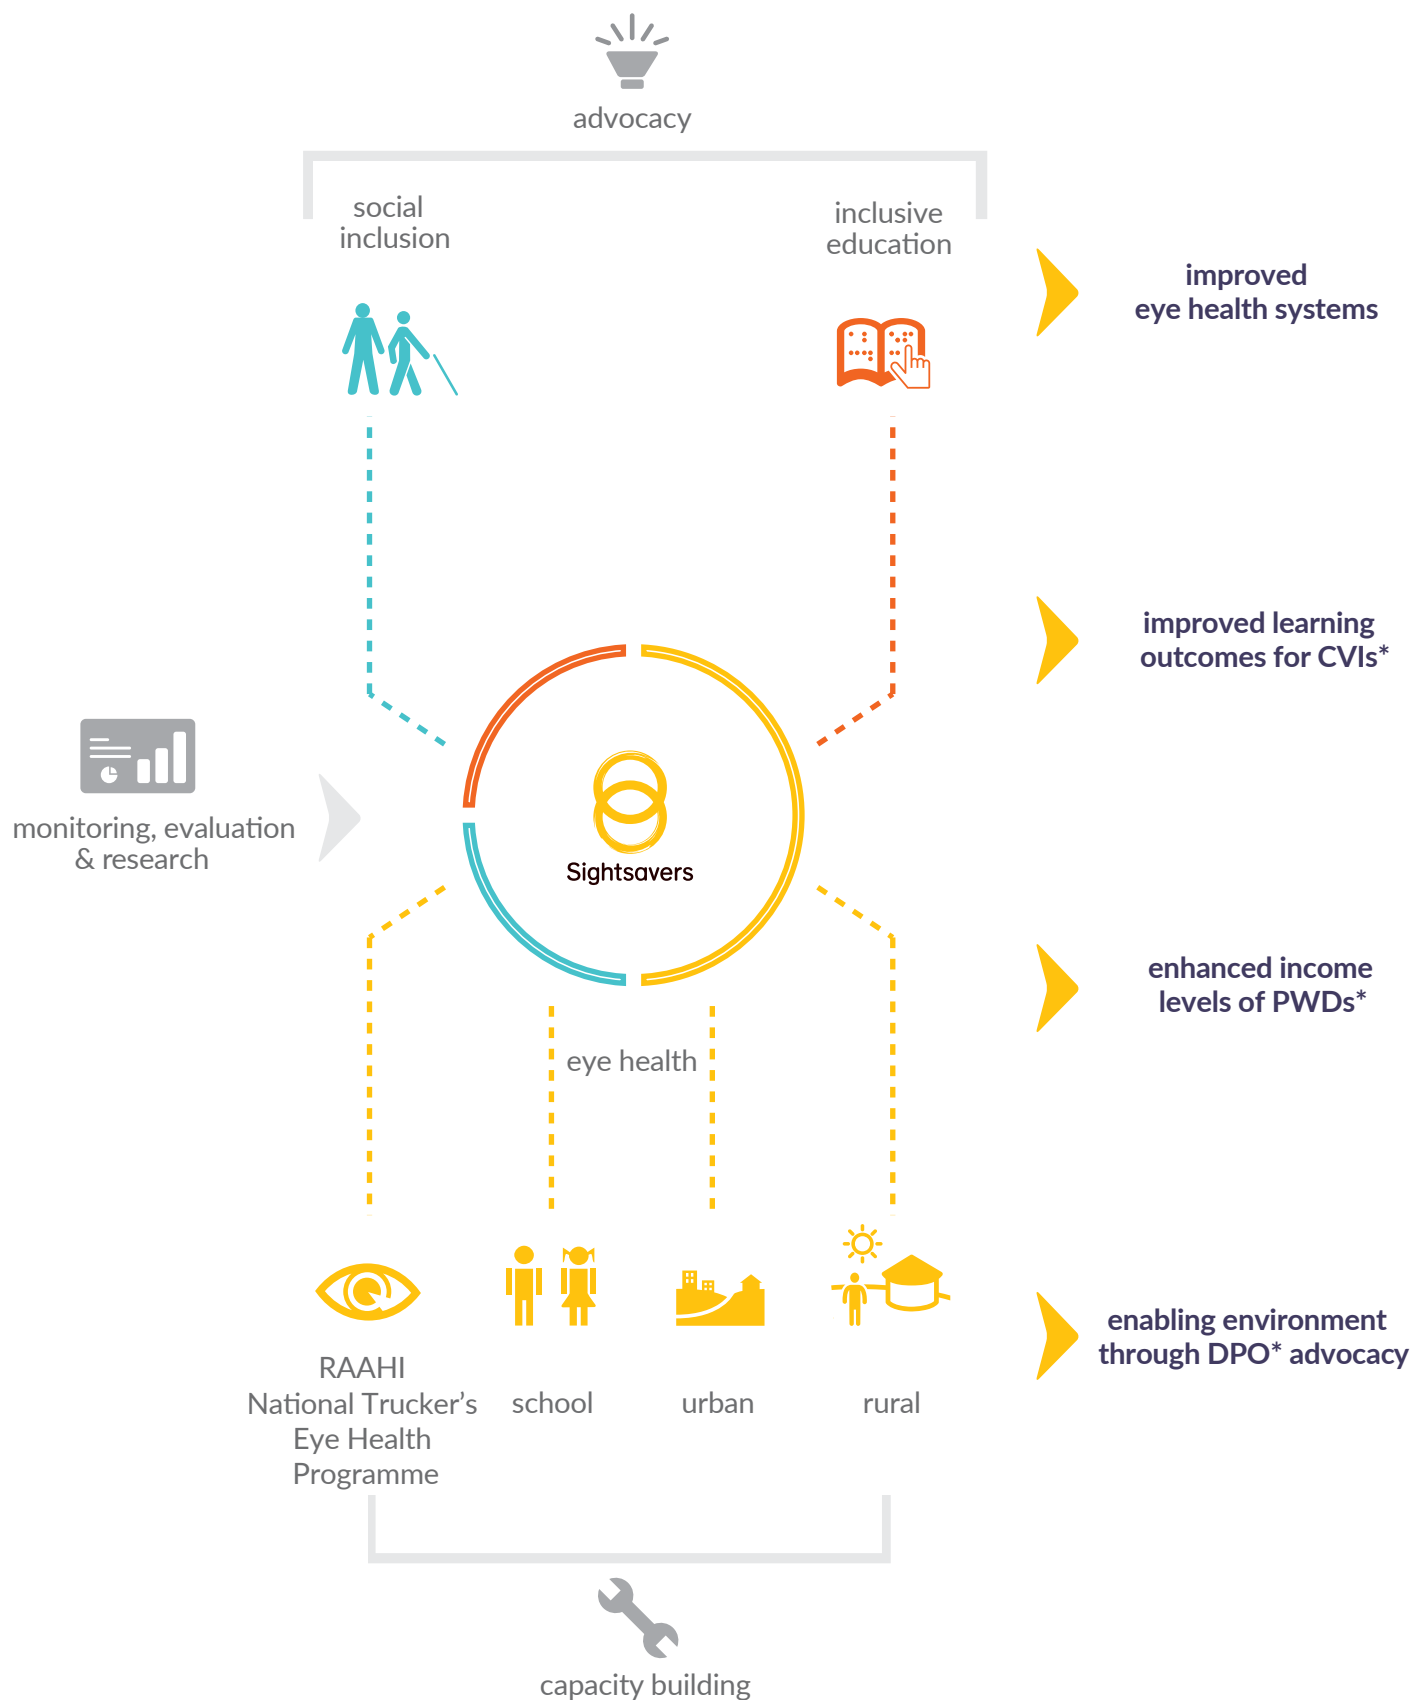 advocacy
social
inclusion
inclusive
education
improved
eye health systems
improved learning
outcomes for CVIs*
monitoring, evaluation
& research
Sightsavers
enhanced income
levels of PWDs*
eye health
enabling environment
through DPO* advocacy
RAAHI
National Trucker’s
Eye Health
Programme
school
urban
rural
capacity building